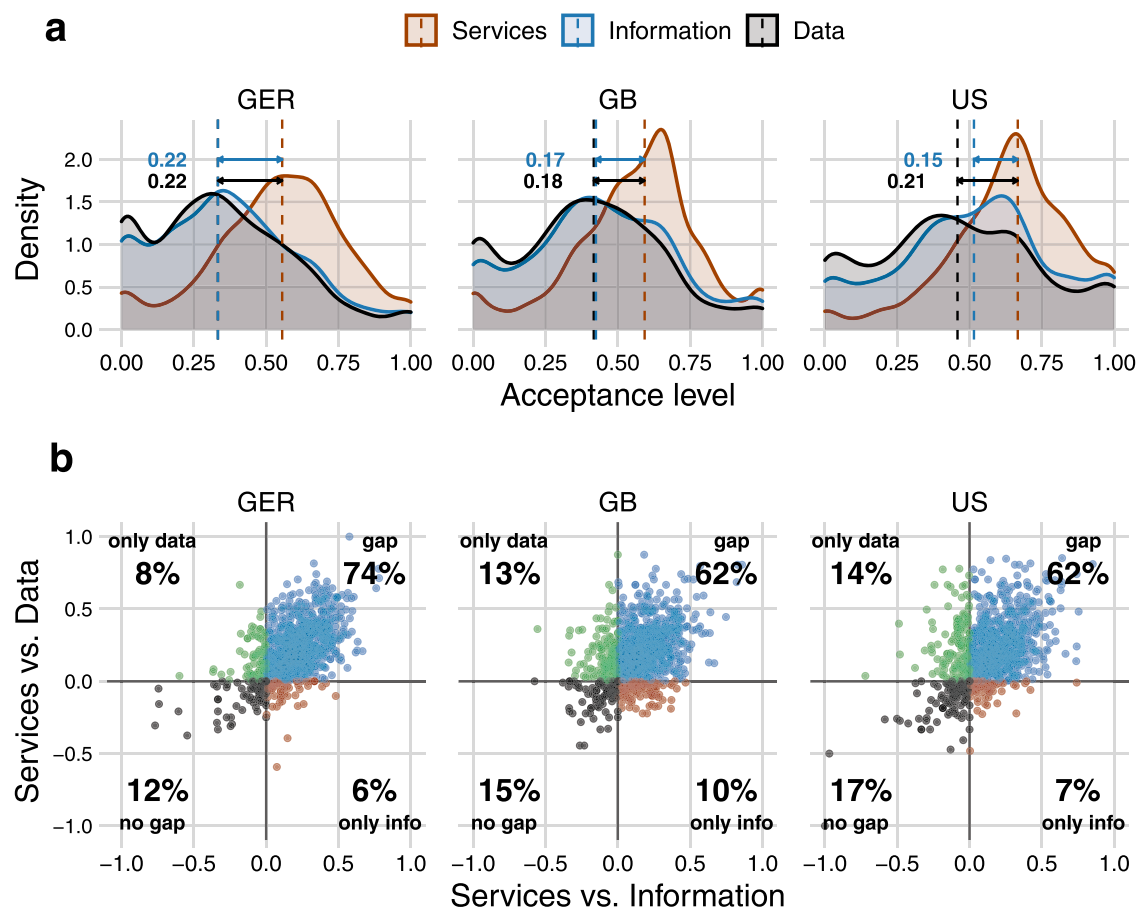 a
Services Information Data
GER GB US
Density
2.0
1.5
1.0
0.5
0.0
0.22
0.22
0.17
0.18
0.15
0.21
0.00 0.25 0.50 0.75 1.00 0.00 0.25 0.50 0.75 1.00 0.00 0.25 0.50 0.75 1.00
Acceptance level
b
GER GB US
Services vs. Data
1.0
0.5
0.0
−0.5
−1.0
only data gap only data gap only data gap
8% 74% 13% 62% 14% 62%
12% 6% 15% 10% 17% 7%
no gap only info no gap only info no gap only info
−1.0 −0.5 0.0 0.5 1.0 −1.0 −0.5 0.0 0.5 1.0 −1.0 −0.5 0.0 0.5 1.0
Services vs. Information